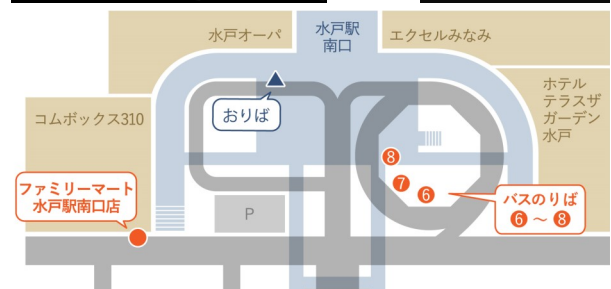 水戸オーパ
水戸駅
南口
エクセルみなみ
おりば
コムボックス310
ホテル
テラスザ
ガーデン
水戸
ファミリーマート
水戸駅南口店
P
8
7
6
バスのりば
6 ～ 8